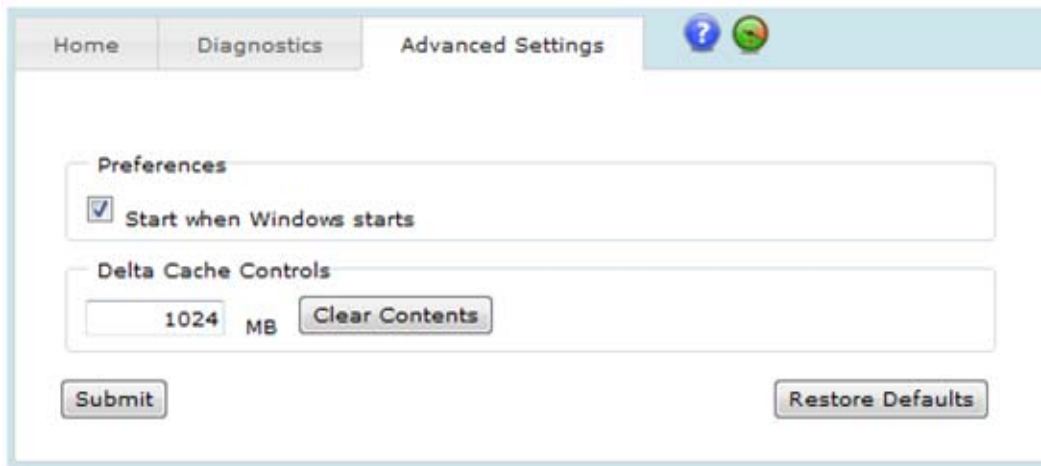 Home Diagnostics Advanced Settings ?
Preferences
Start when Windows starts
Delta Cache Controls
1024 MB Clear Contents
Submit Restore Defaults